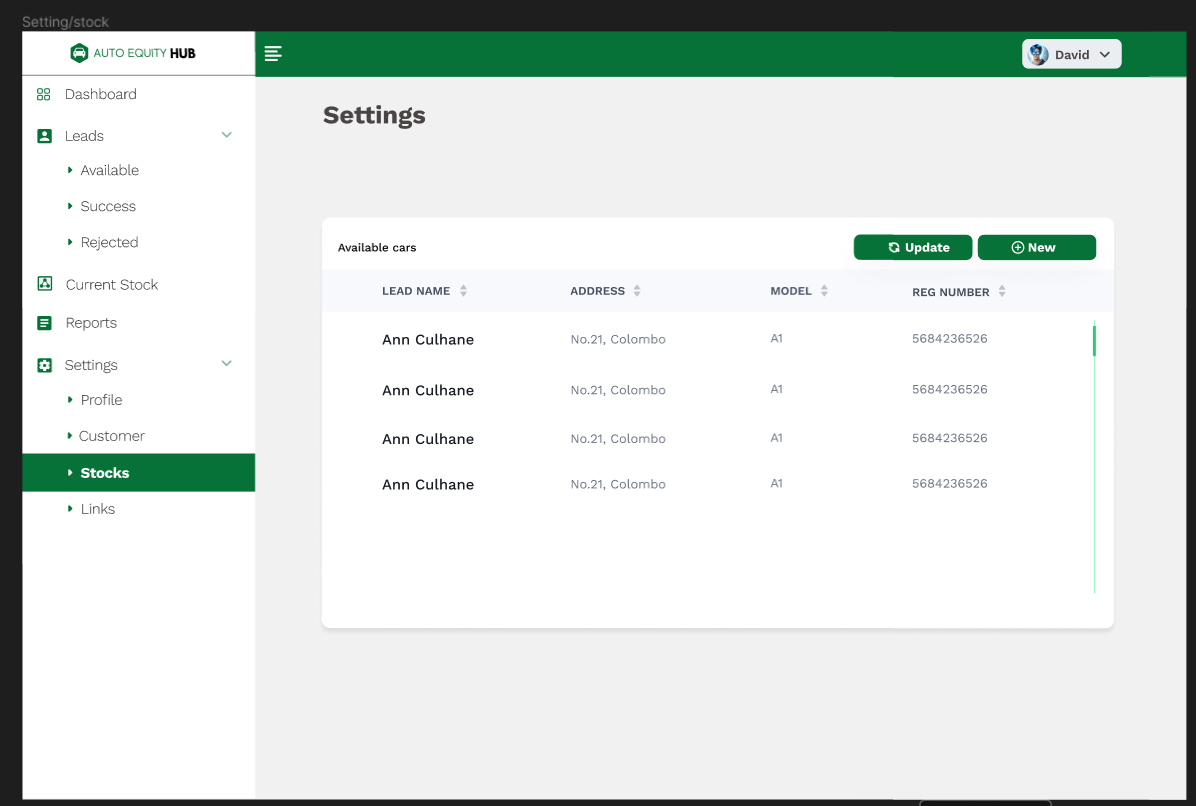 Setting/stock
AUTO EQUITY HUB
David
Dashboard
Leads
Available
Success
Rejected
Current Stock
Reports
Settings
Profile
Customer
Stocks
Links
Settings
Available cars
Update
New
LEAD NAME ADDRESS MODEL REG NUMBER
Ann Culhane No.21, Colombo A1 5684236526
Ann Culhane No.21, Colombo A1 5684236526
Ann Culhane No.21, Colombo A1 5684236526
Ann Culhane No.21, Colombo A1 5684236526